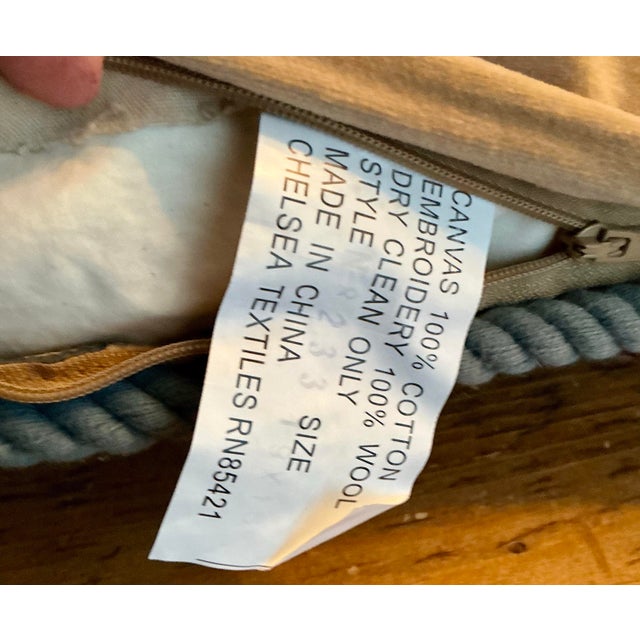 CANVAS 100% COTTON
EMBROIDERY 100% WOOL
DRY CLEAN ONLY
STYLE SIZE
MADE IN CHINA
CHELSEA TEXTILES RN85421